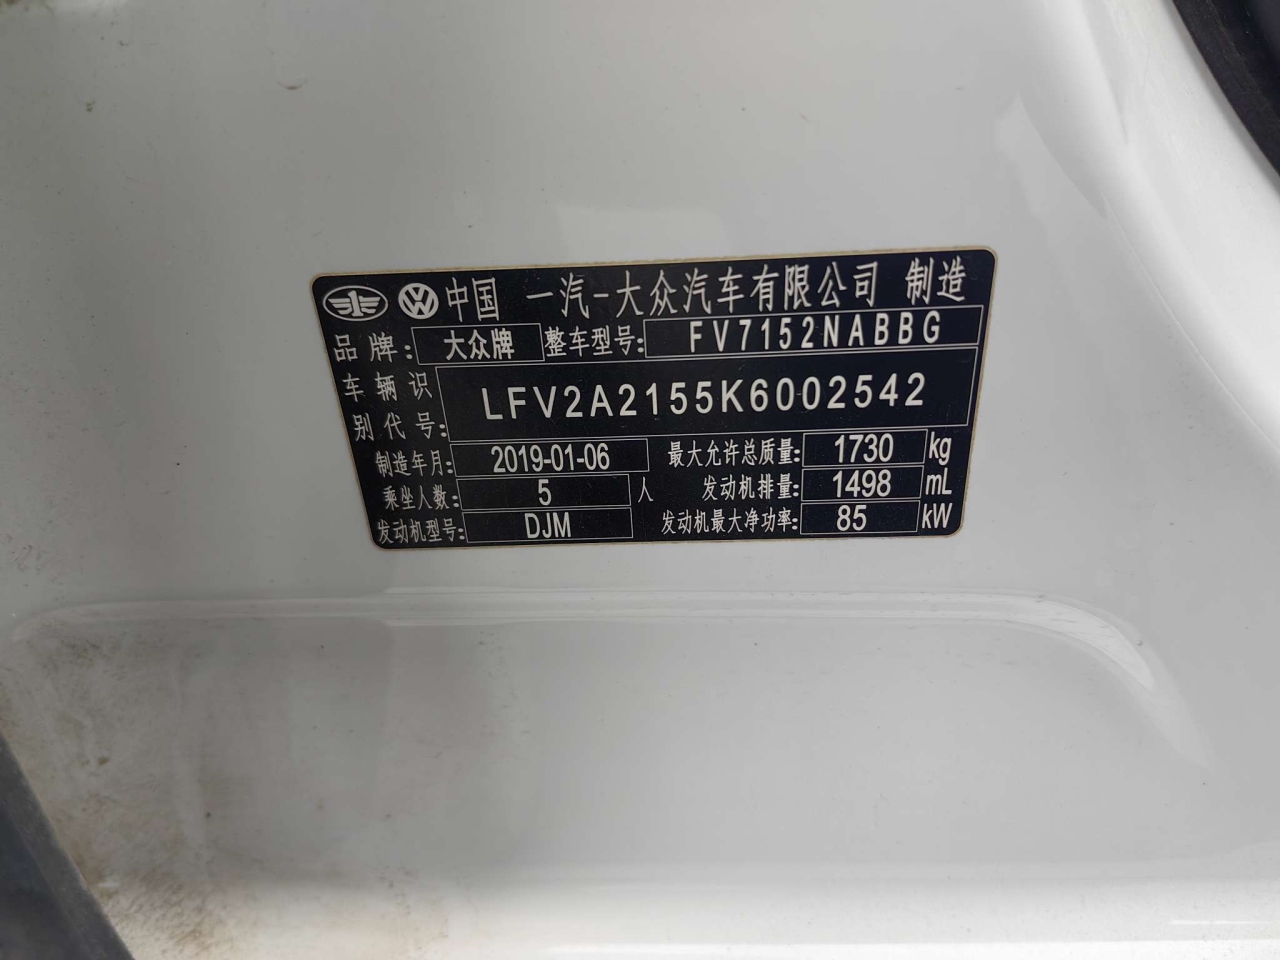 中国 一汽-大众汽车有限公司 制造
品牌: 大众牌 整车型号: FV7152NABBG
车辆识别代号: LFV2A2155K6002542
制造年月: 2019-01-06 最大允许总质量: 1730 kg
乘坐人数: 5 人 发动机排量: 1498 mL
发动机型号: DJM 发动机最大净功率: 85 kW